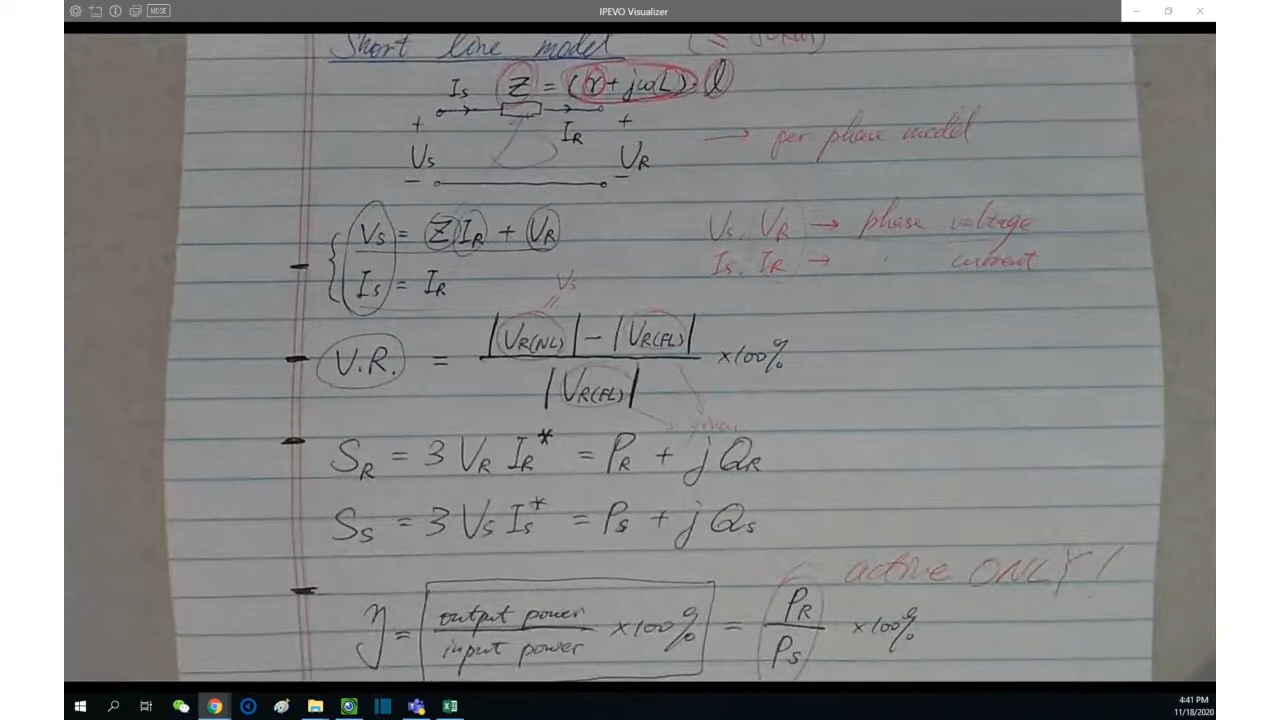 IPEVO Visualizer
MODE
Short line model
Is Z = (r + jωL) · l
+ IR +
Vs VR → per phase model
- -
Vs = Z IR + VR Vs, VR → phase voltage
Is = IR Is, IR → current
Vs
V.R. = |VR(NL)| - |VR(FL)| ×100%
|VR(FL)|
given
SR = 3 VR IR* = PR + j QR
Ss = 3 Vs Is* = Ps + j Qs
active ONLY!
η = output power ×100% = PR ×100%
input power Ps
4:41 PM
11/18/2020